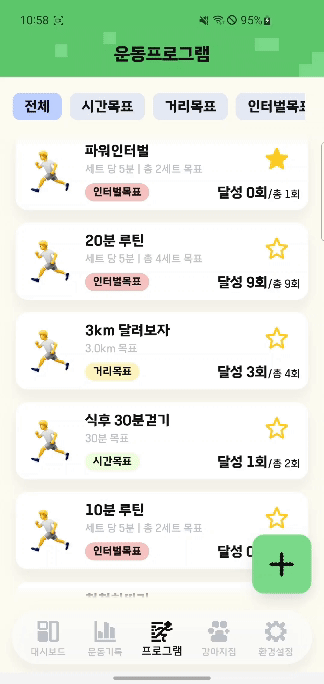 10:58 95%
운동프로그램
전체 시간목표 거리목표 인터벌목표
파워인터벌
세트 당 5분 | 총 2세트 목표
인터벌목표 달성 0회/총 1회
20분 루틴
세트 당 5분 | 총 4세트 목표
인터벌목표 달성 9회/총 9회
3km 달려보자
3.0km 목표
거리목표 달성 3회/총 4회
식후 30분걷기
30분 목표
시간목표 달성 1회/총 2회
10분 루틴
세트 당 5분 | 총 2세트 목표
인터벌목표 달성
대시보드 운동기록 프로그램 강아지집 환경설정